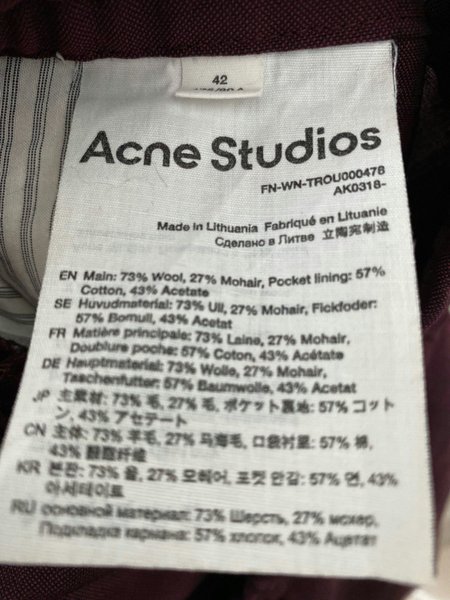 42
Acne Studios
FN-WN-TROU000478
AK0318-
Made in Lithuania Fabriqué en Lituanie
Сделано в Литве 立陶宛制造
EN Main: 73% Wool, 27% Mohair, Pocket lining: 57%
Cotton, 43% Acetate
SE Huvudmaterial: 73% Ull, 27% Mohair, Fickfoder:
57% Bomull, 43% Acetat
FR Matière principale: 73% Laine, 27% Mohair,
Doublure poche: 57% Coton, 43% Acétate
DE Hauptmaterial: 73% Wolle, 27% Mohair,
Taschenfutter: 57% Baumwolle, 43% Acetat
JP 主素材: 73% 毛, 27% 毛, ポケット裏地: 57% コット
ン, 43% アセテート
CN 主体: 73% 羊毛, 27% 马海毛, 口袋衬里: 57% 棉,
43% 醋酯纤维
KR 본판: 73% 울, 27% 모헤어, 포켓 안감: 57% 면, 43%
아세테이트
RU основной материал: 73% Шерсть, 27% мохер,
Подкладка кармана: 57% хлопок, 43% Ацетат